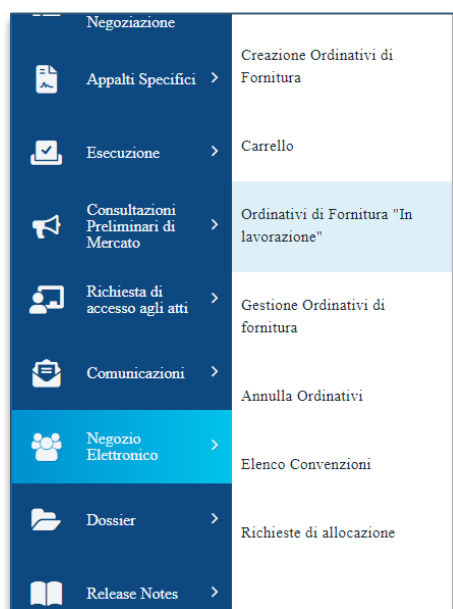 Negoziazione
Appalti Specifici
Esecuzione
Consultazioni
Preliminari di
Mercato
Richiesta di
accesso agli atti
Comunicazioni
Negozio
Elettronico
Dossier
Release Notes
Creazione Ordinativi di
Fornitura
Carrello
Ordinativi di Fornitura "In
lavorazione"
Gestione Ordinativi di
fornitura
Annulla Ordinativi
Elenco Convenzioni
Richieste di allocazione